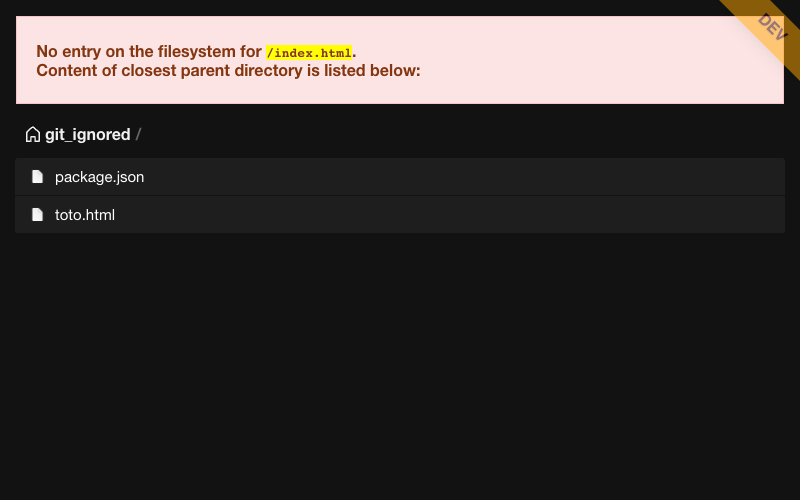 No entry on the filesystem for /index.html.
Content of closest parent directory is listed below:
DEV
git_ignored /
package.json
toto.html